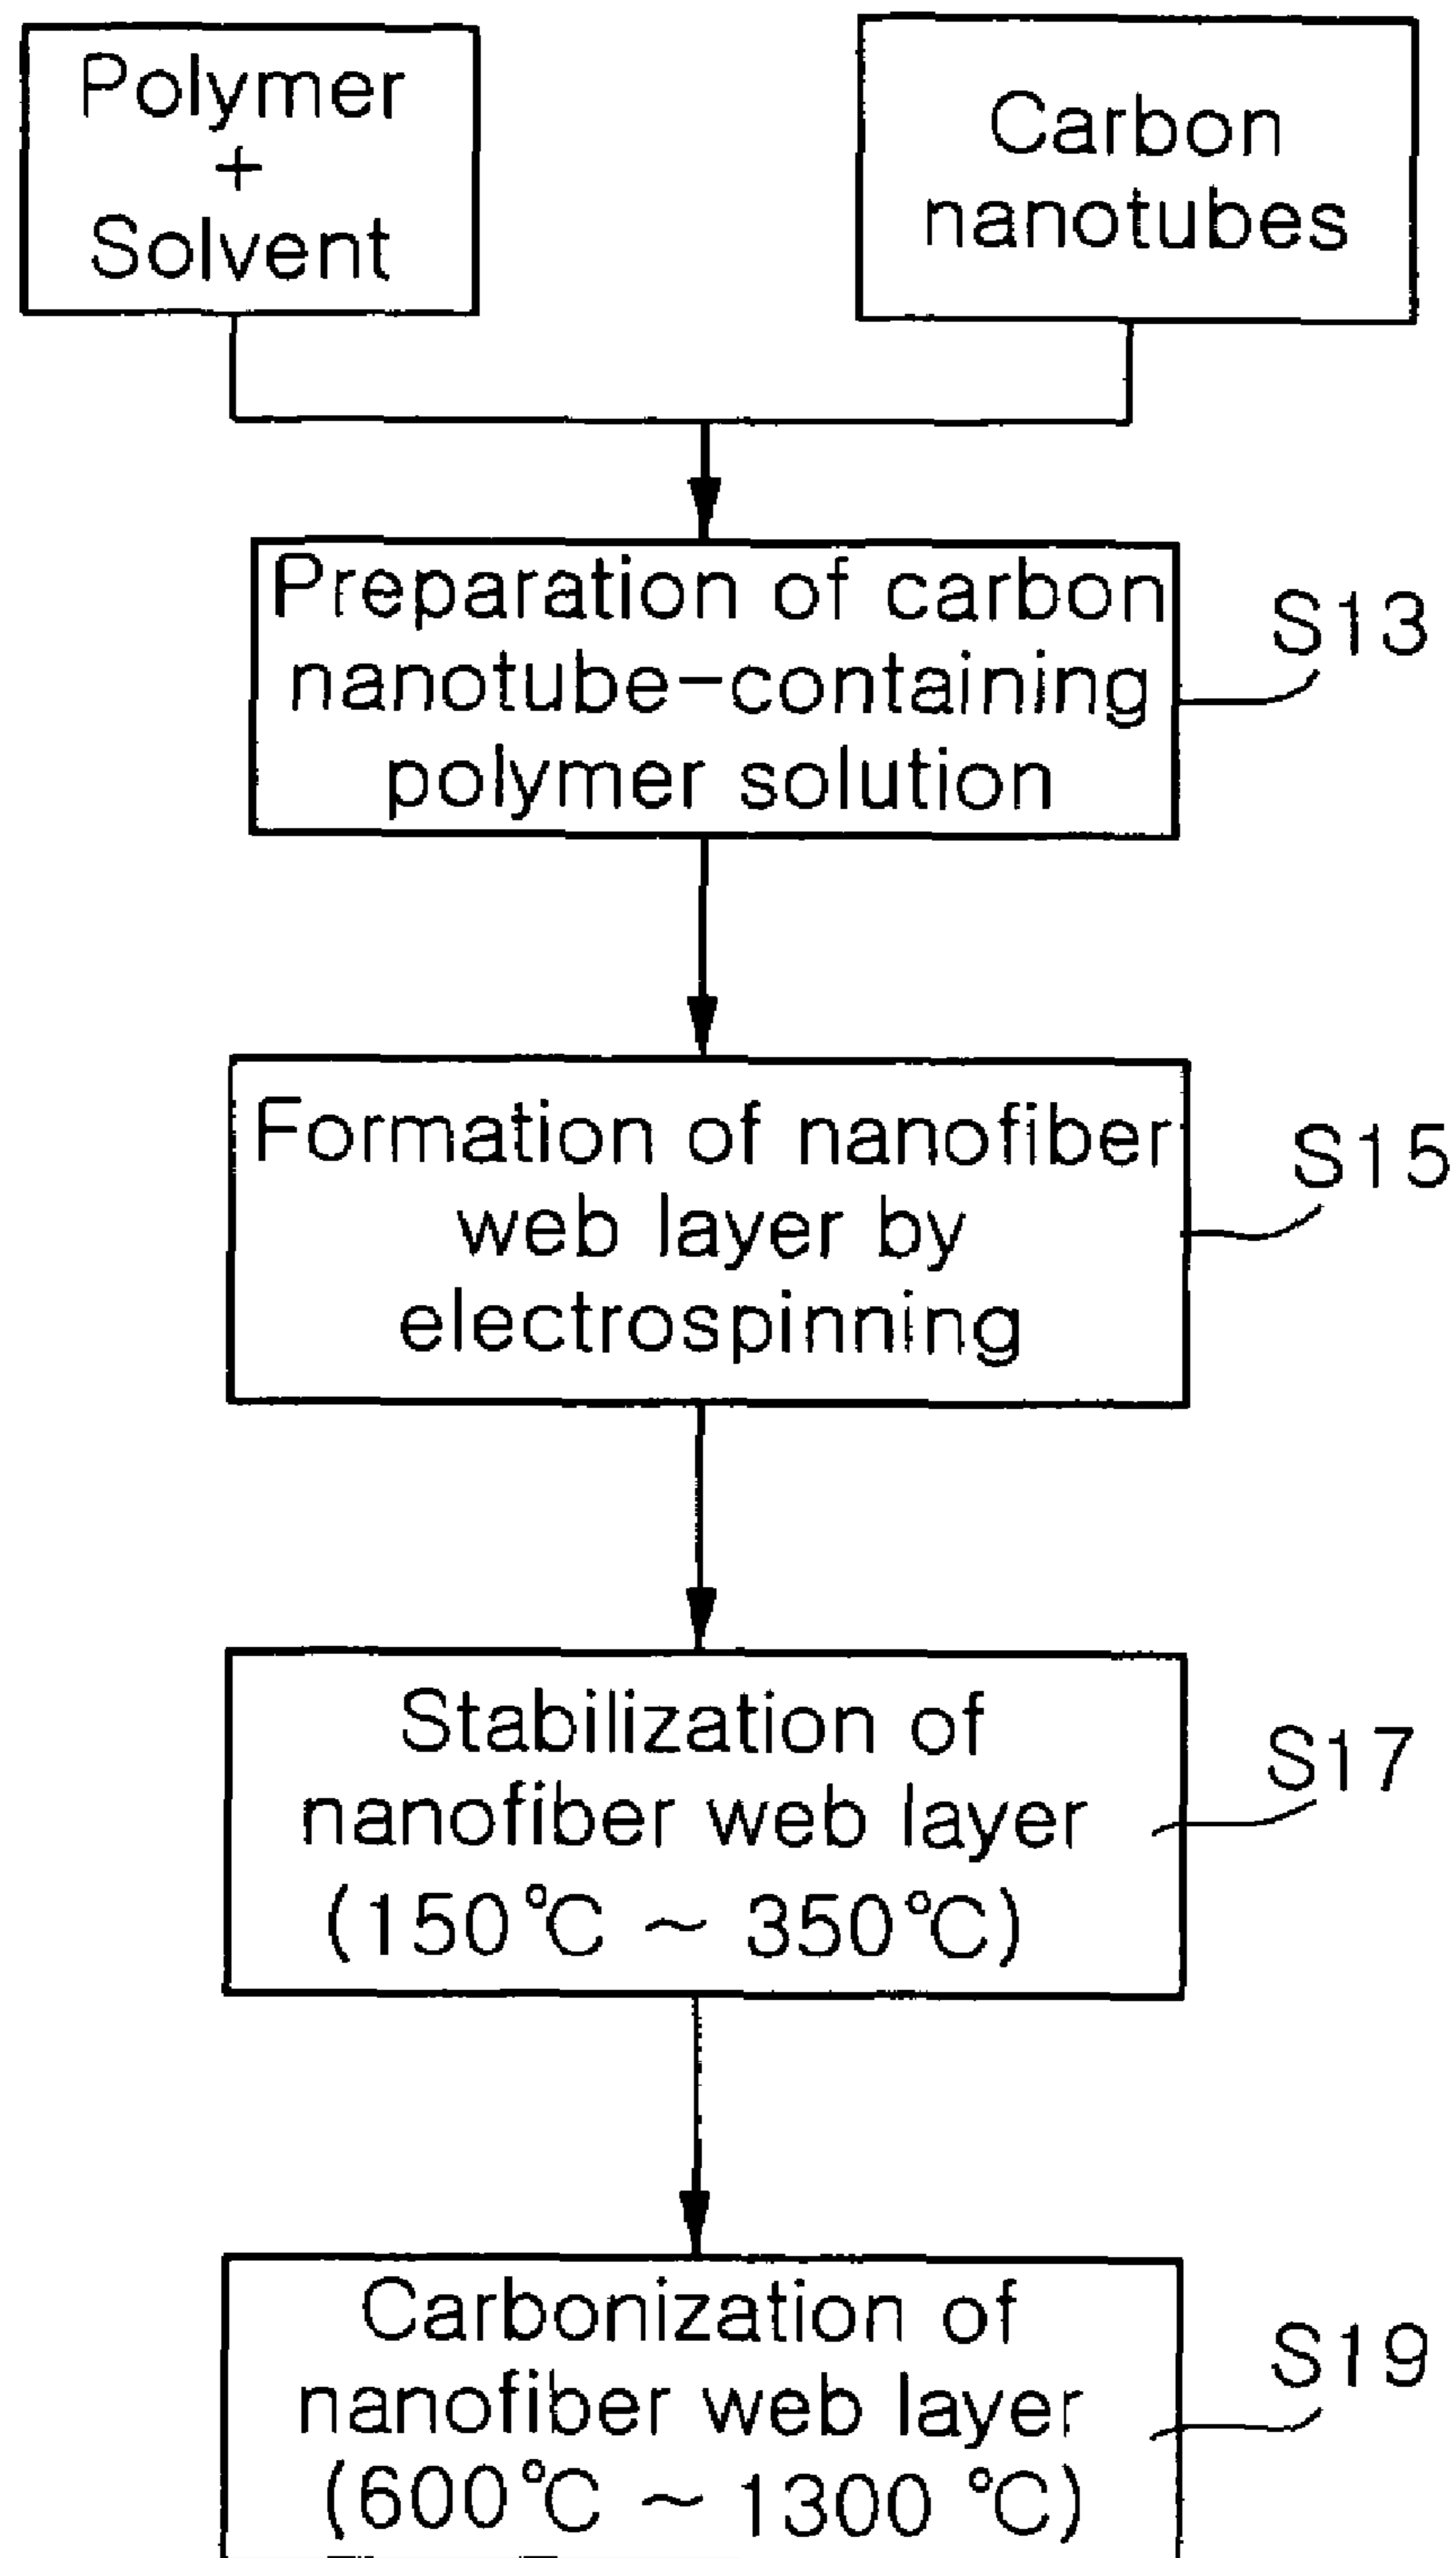 Polymer
+
Solvent
Carbon
nanotubes
Preparation of carbon
nanotube-containing
polymer solution
S13
Formation of nanofiber
web layer by
electrospinning
S15
Stabilization of
nanofiber web layer
(150℃ ~ 350℃)
S17
Carbonization of
nanofiber web layer
(600℃ ~ 1300 ℃)
S19